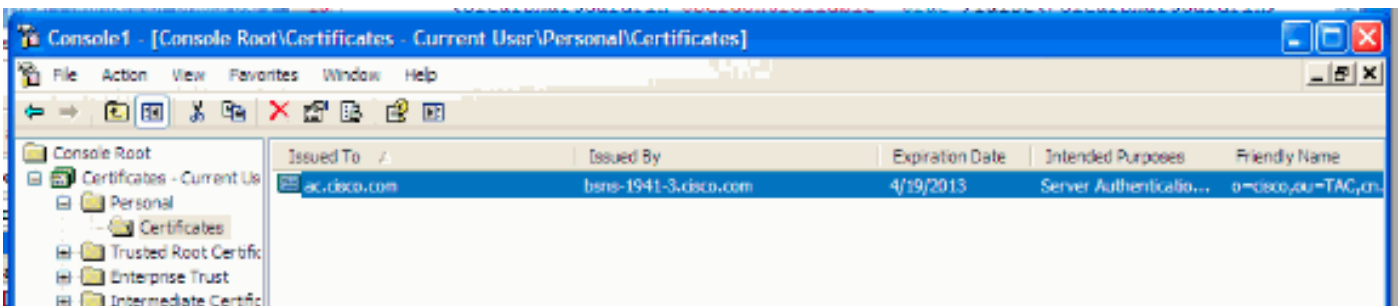 Console1 - [Console Root\Certificates - Current User\Personal\Certificates]
File Action View Favorites Window Help
Console Root
Issued To Issued By Expiration Date Intended Purposes Friendly Name
Certificates - Current Us
ac.cisco.com bsns-1941-3.cisco.com 4/19/2013 Server Authenticatio... o=cisco,ou=TAC,cn.
Personal
Certificates
Trusted Root Certific
Enterprise Trust
Intermediate Certific